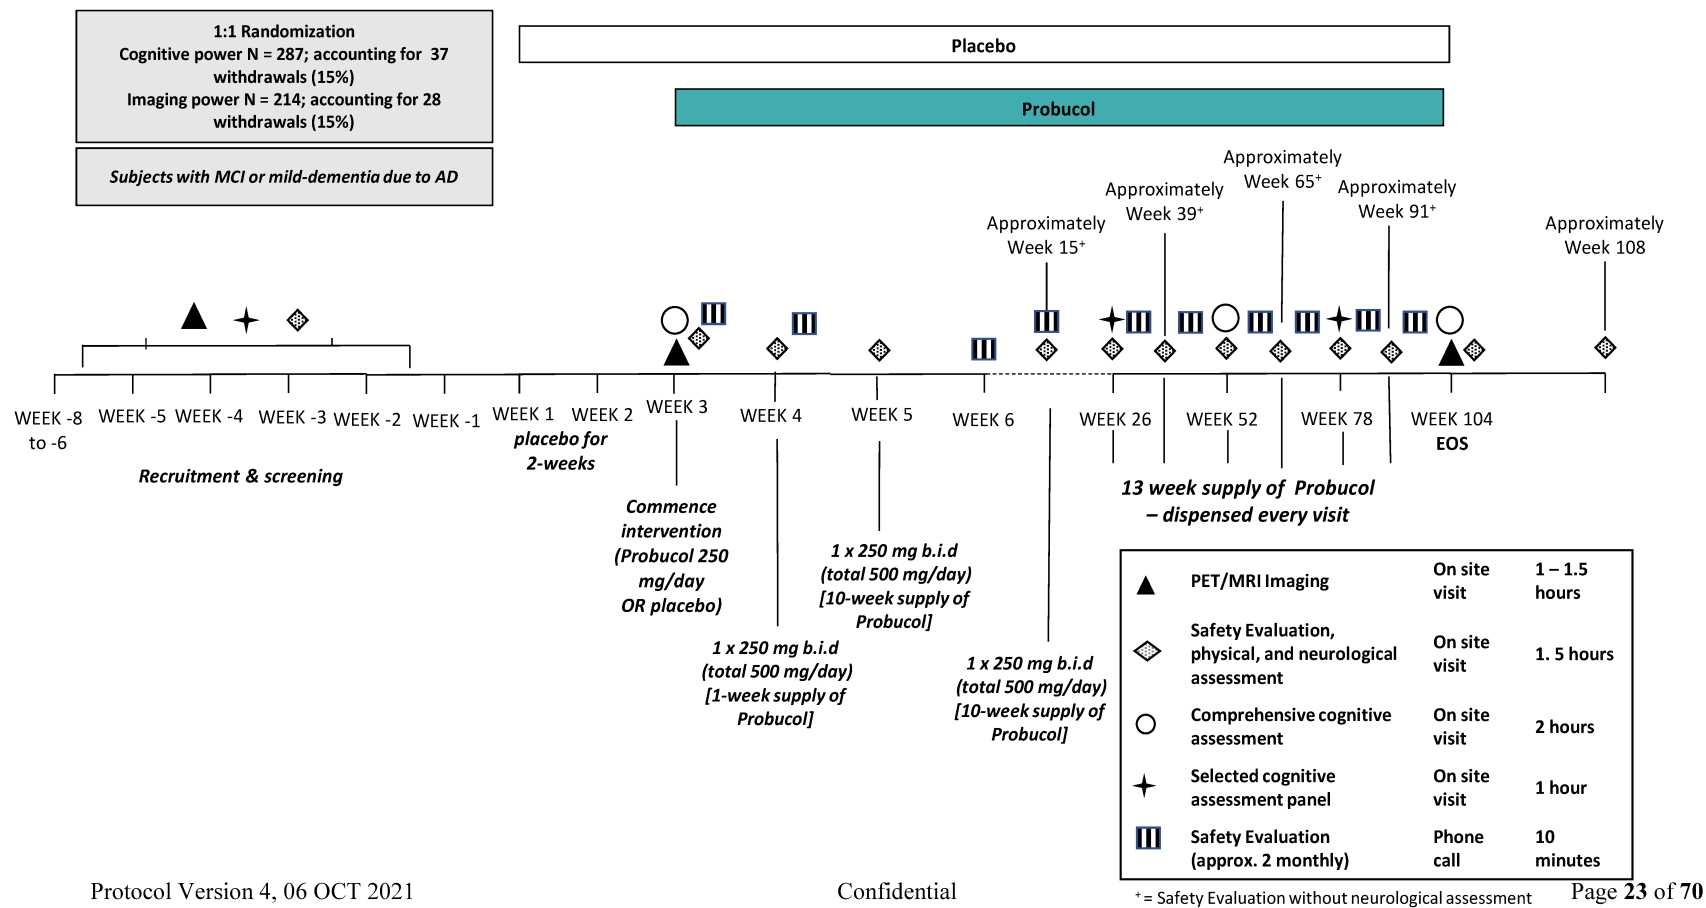 1:1 Randomization
Cognitive power N = 287; accounting for 37
withdrawals (15%)
Imaging power N = 214; accounting for 28
withdrawals (15%)
Subjects with MCI or mild-dementia due to AD
Placebo
Probucol
Approximately
Week 15+
Approximately
Week 39+
Approximately
Week 65+
Approximately
Week 91+
Approximately
Week 108
WEEK -8
to -6
WEEK -5
WEEK -4
WEEK -3
WEEK -2
WEEK -1
WEEK 1
WEEK 2
WEEK 3
WEEK 4
WEEK 5
WEEK 6
WEEK 26
WEEK 52
WEEK 78
WEEK 104
EOS
Recruitment & screening
placebo for
2-weeks
Commence
intervention
(Probucol 250
mg/day
OR placebo)
1 x 250 mg b.i.d
(total 500 mg/day)
[1-week supply of
Probucol]
1 x 250 mg b.i.d
(total 500 mg/day)
[10-week supply of
Probucol]
1 x 250 mg b.i.d
(total 500 mg/day)
[10-week supply of
Probucol]
13 week supply of Probucol
– dispensed every visit
PET/MRI Imaging
On site
visit
1 – 1.5
hours
Safety Evaluation,
physical, and neurological
assessment
On site
visit
1. 5 hours
Comprehensive cognitive
assessment
On site
visit
2 hours
Selected cognitive
assessment panel
On site
visit
1 hour
Safety Evaluation
(approx. 2 monthly)
Phone
call
10
minutes
+ = Safety Evaluation without neurological assessment
Protocol Version 4, 06 OCT 2021
Confidential
Page 23 of 70